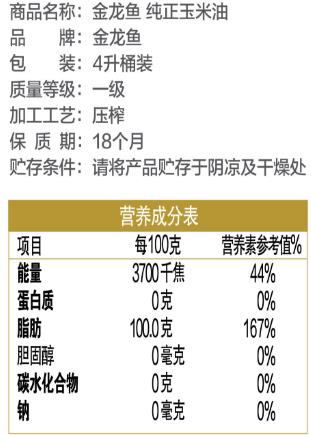 商品名称：金龙鱼 纯正玉米油
品 牌：金龙鱼
包 装：4升桶装
质量等级：一级
加工工艺：压榨
保 质 期：18个月
贮存条件：请将产品贮存于阴凉及干燥处
营养成分表
项目 每100克 营养素参考值%
能量 3700千焦 44%
蛋白质 0克 0%
脂肪 100.0克 167%
胆固醇 0毫克 0%
碳水化合物 0克 0%
钠 0毫克 0%